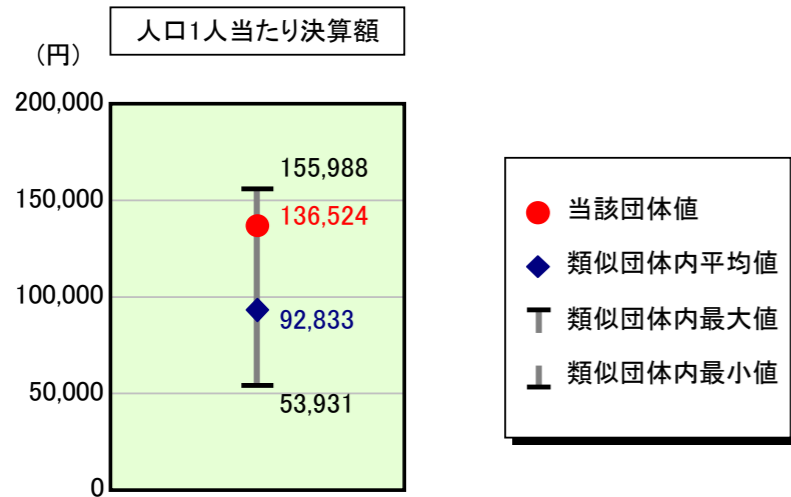 人口1人当たり決算額
(円)
200,000
150,000
100,000
50,000
0
155,988
136,524
92,833
53,931
当該団体値
類似団体内平均値
類似団体内最大値
類似団体内最小値